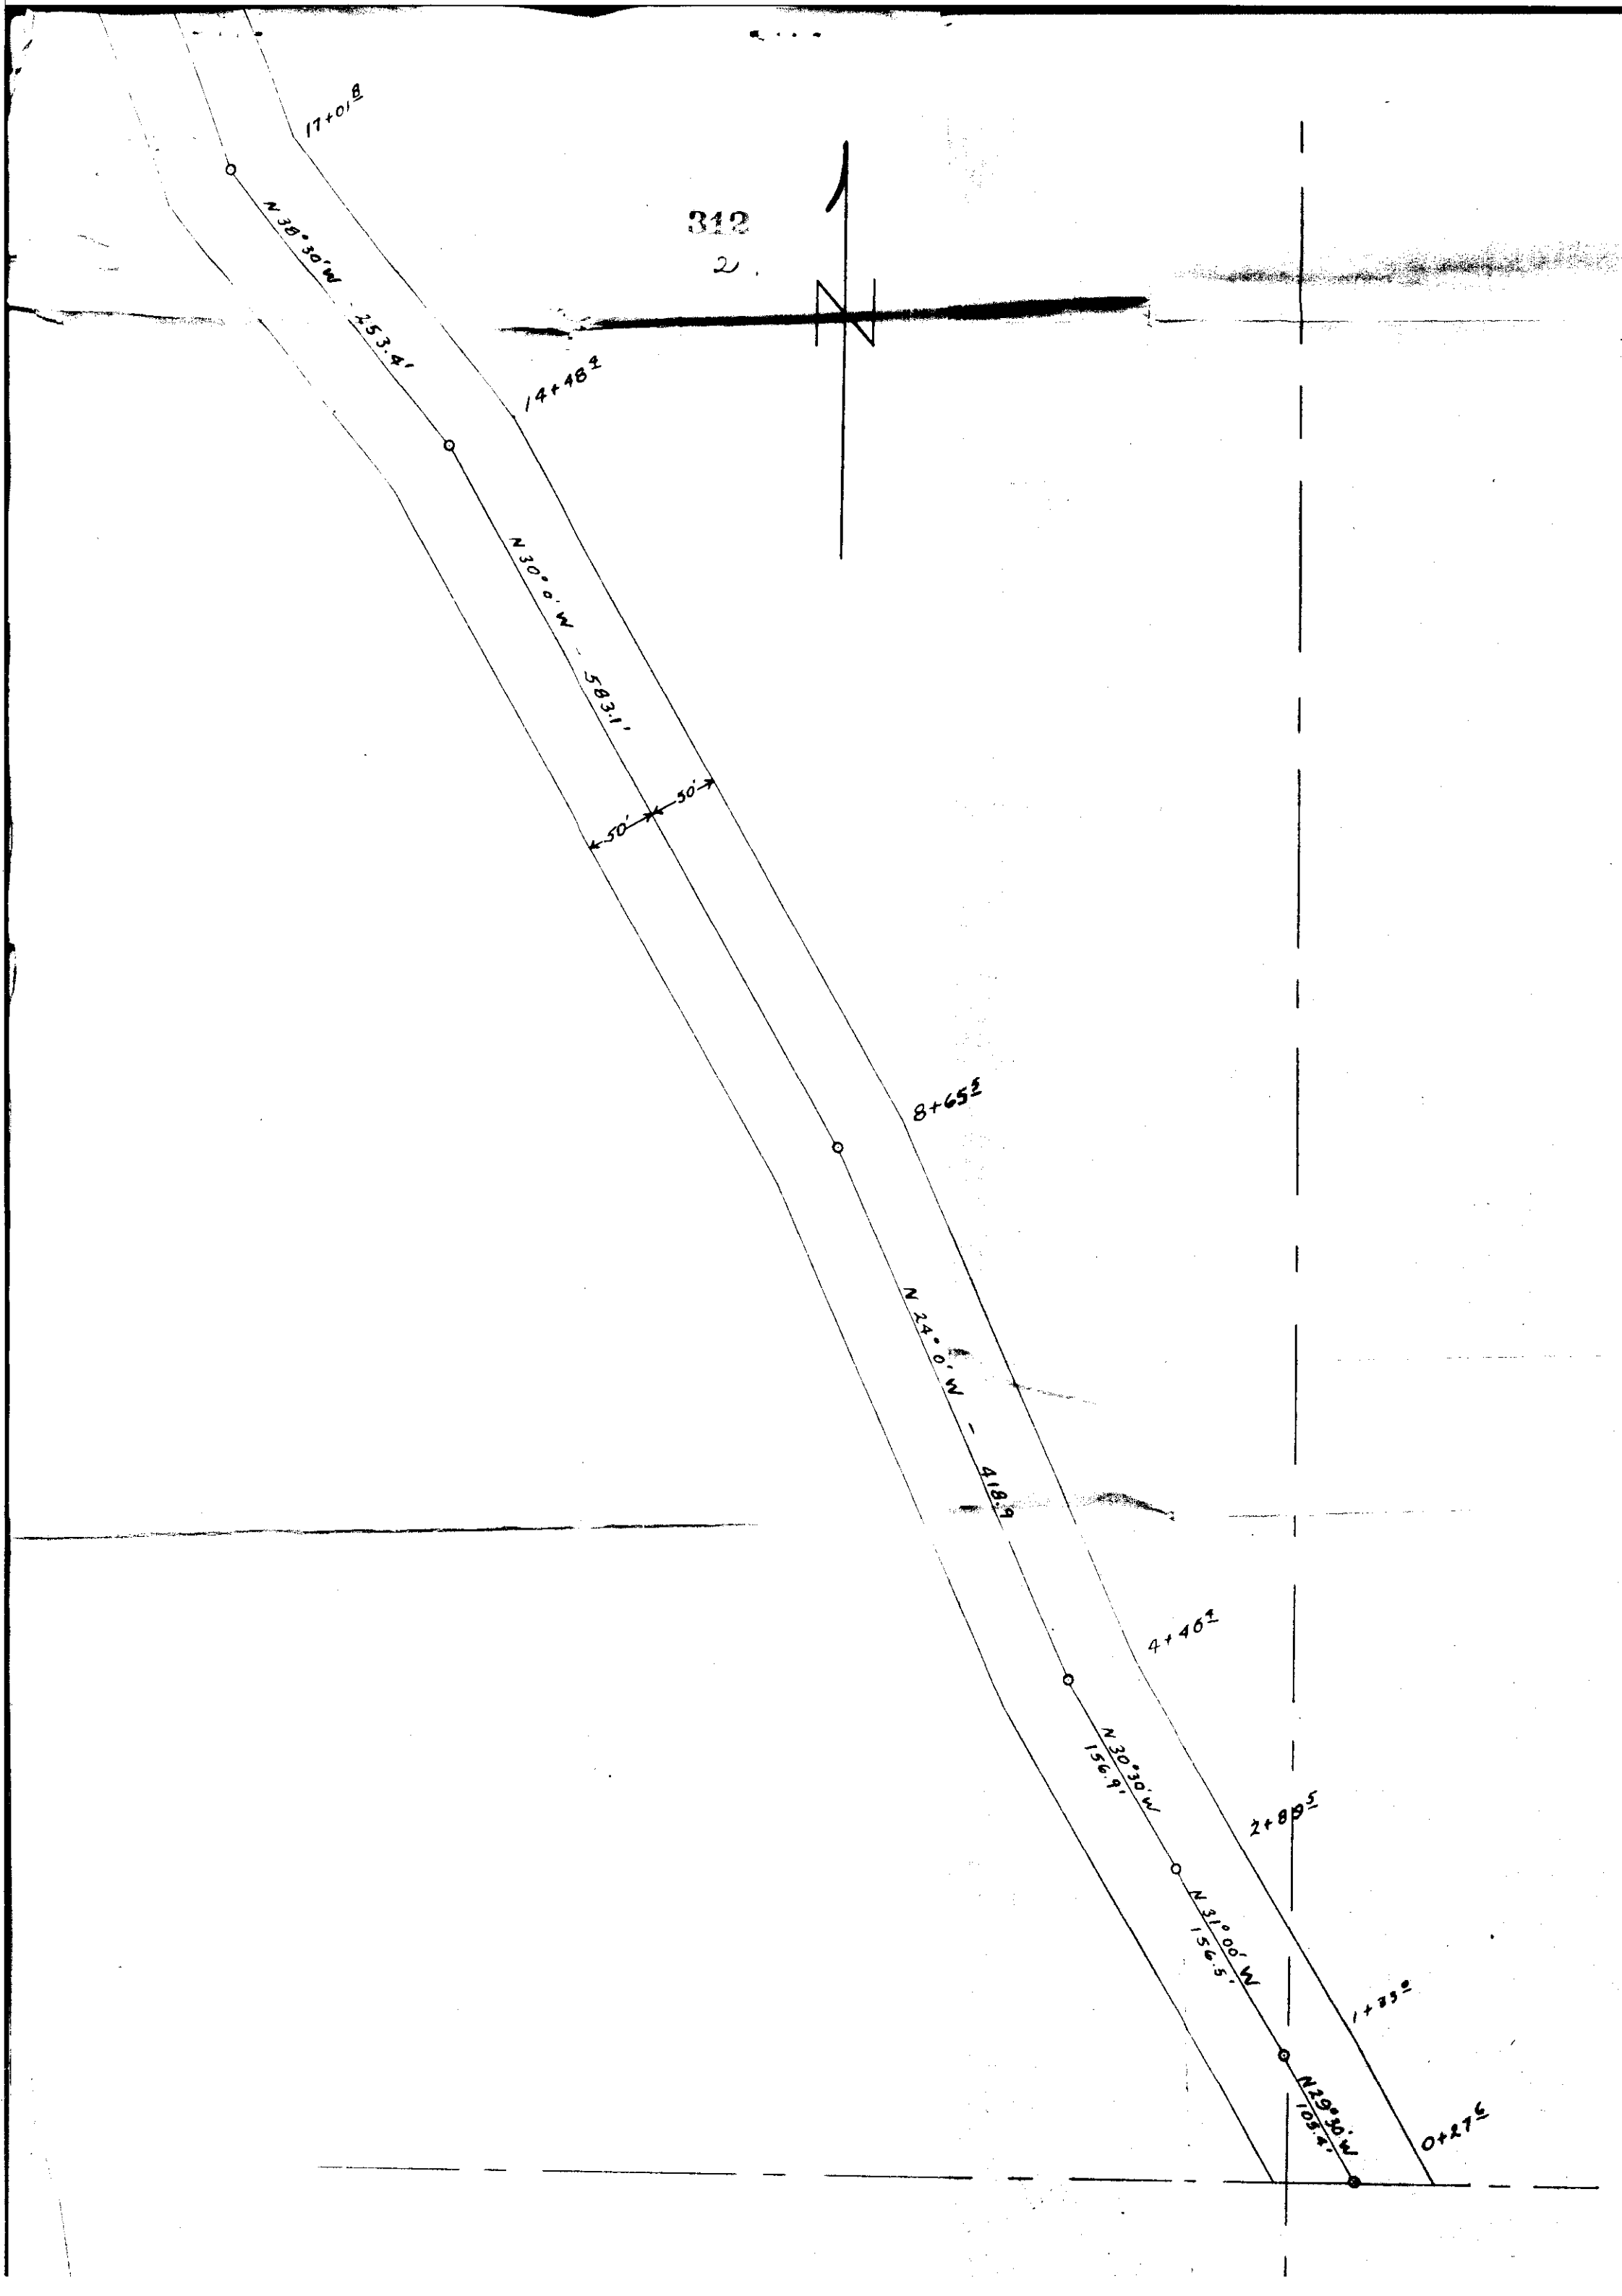 17+01.8
312
2.
N 38° 30' W - 253.4'
14+48.4
N
N 30° 0' W - 583.1'
50'
50'
8+65.5
N 24° 0' W - 418.9
4+46.4
N 30° 30' W
156.9'
2+89.5
N 31° 00' W
156.5'
1+33.0
N 29° 30' W
105.4'
0+27.6